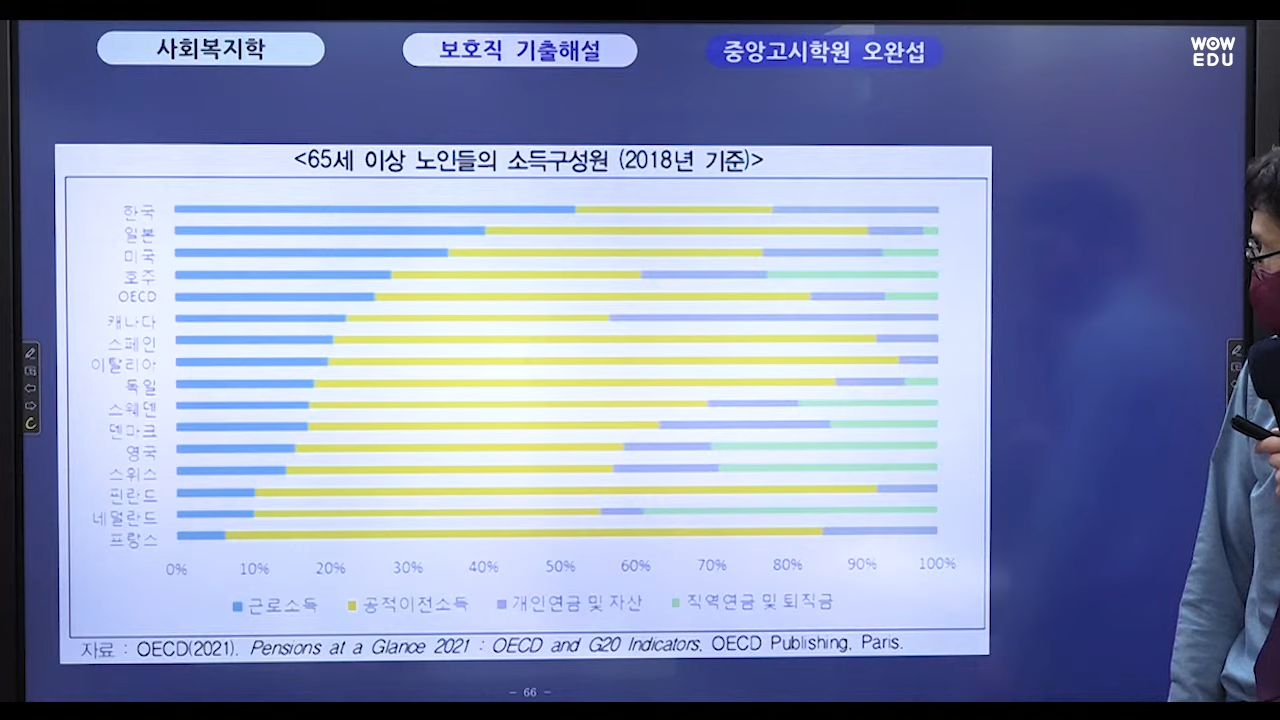 사회복지학
보호직 기출해설
중앙고시학원 오완섭
WOW
EDU
<65세 이상 노인들의 소득구성원 (2018년 기준)>
한국
일본
미국
호주
OECD
캐나다
스페인
이탈리아
독일
스웨덴
덴마크
영국
스위스
핀란드
네덜란드
프랑스
0% 10% 20% 30% 40% 50% 60% 70% 80% 90% 100%
근로소득 공적이전소득 개인연금 및 자산 직역연금 및 퇴직금
자료 : OECD(2021). Pensions at a Glance 2021 : OECD and G20 Indicators. OECD Publishing, Paris.
- 66 -